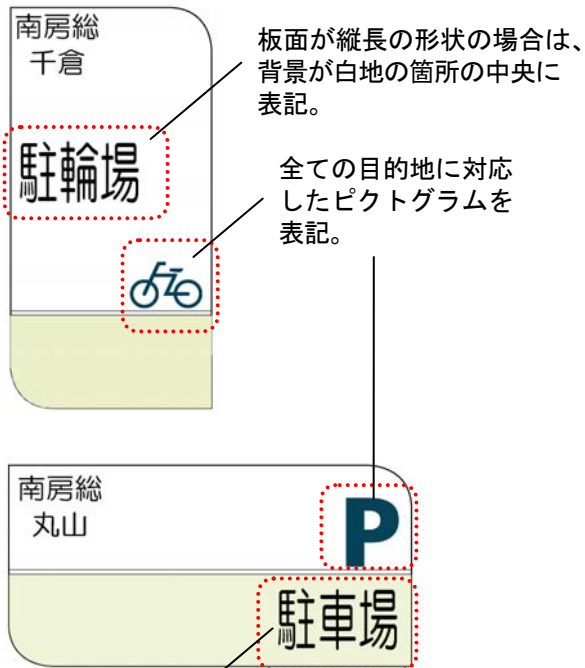 南房総
千倉
駐輪場
板面が縦長の形状の場合は、
背景が白地の箇所の中央に
表記。
全ての目的地に対応
したピクトグラムを
表記。
南房総
丸山
P
駐車場